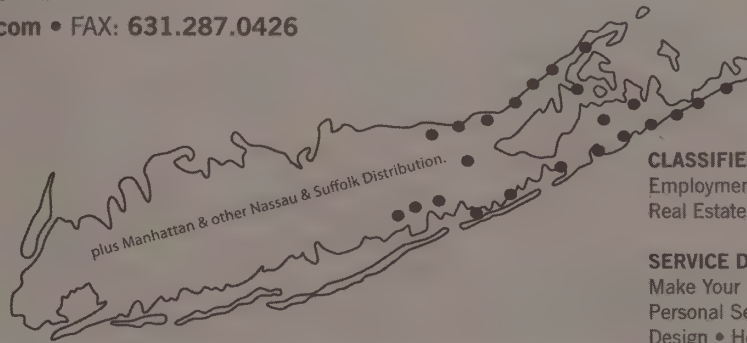 com • FAX: 631.287.0426
plus Manhattan & other Nassau & Suffolk Distribution.
CLASSIFIE
Employmen
Real Estate
SERVICE D
Make Your
Personal Se
Design • H